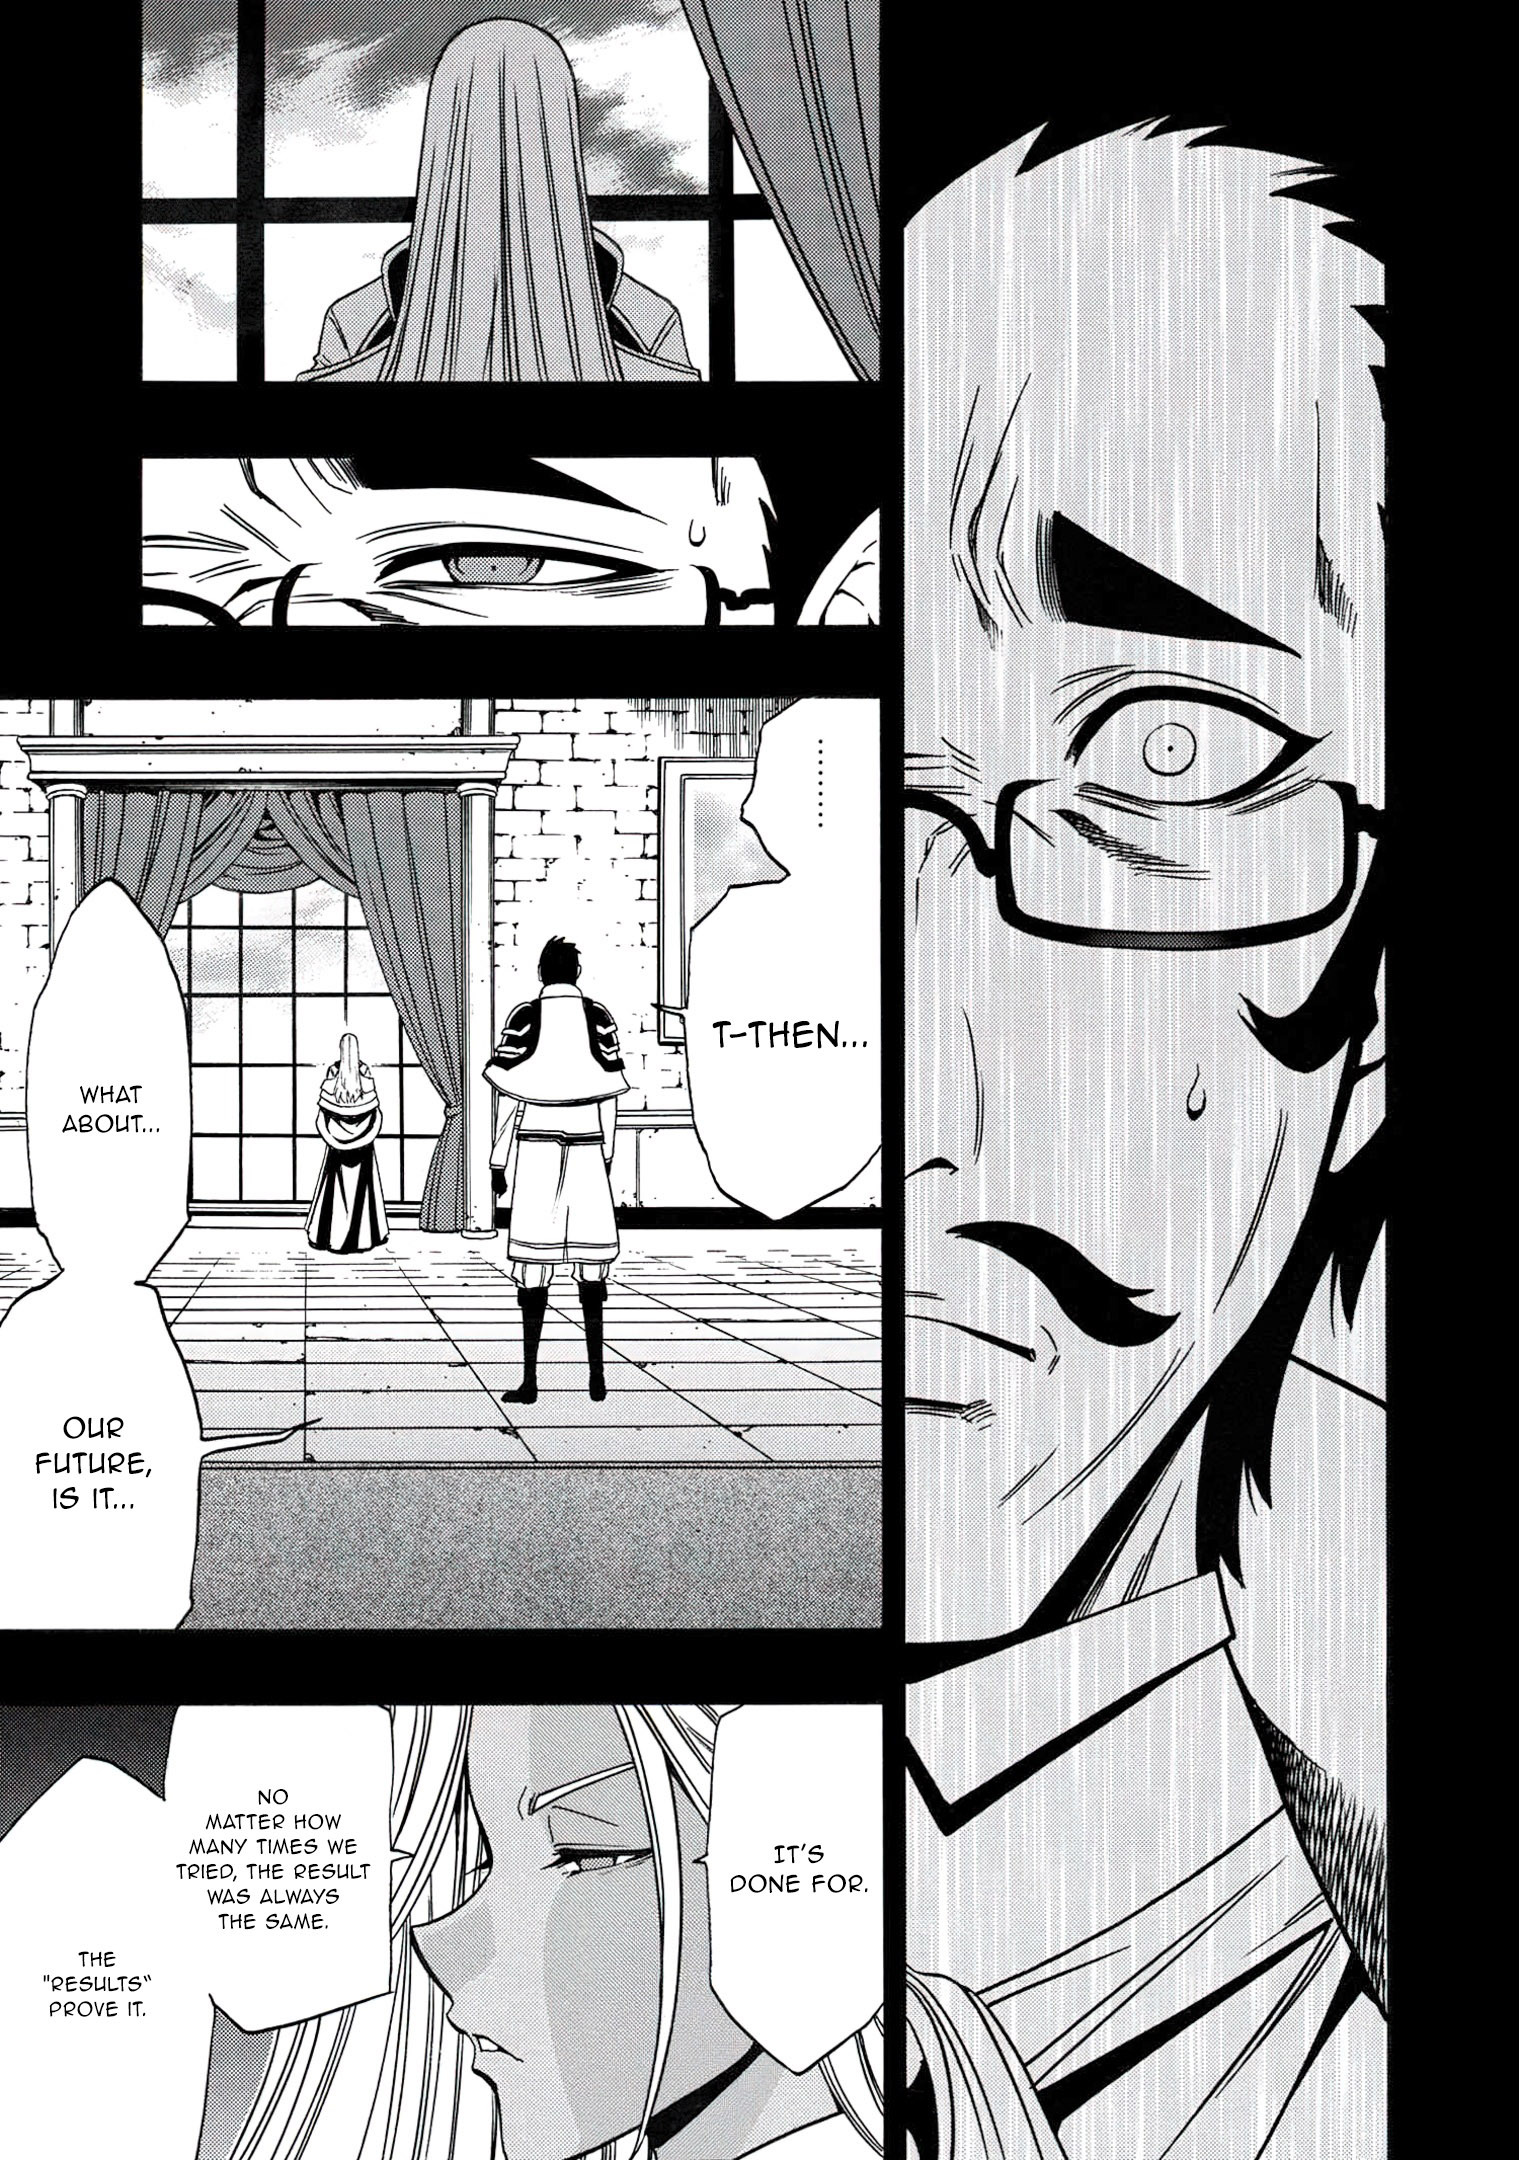 ………
T-THEN...
WHAT
ABOUT...
OUR
FUTURE,
IS IT...
IT'S
DONE FOR.
NO
MATTER HOW
MANY TIMES WE
TRIED, THE RESULT
WAS ALWAYS
THE SAME.
THE
"RESULTS"
PROVE IT.